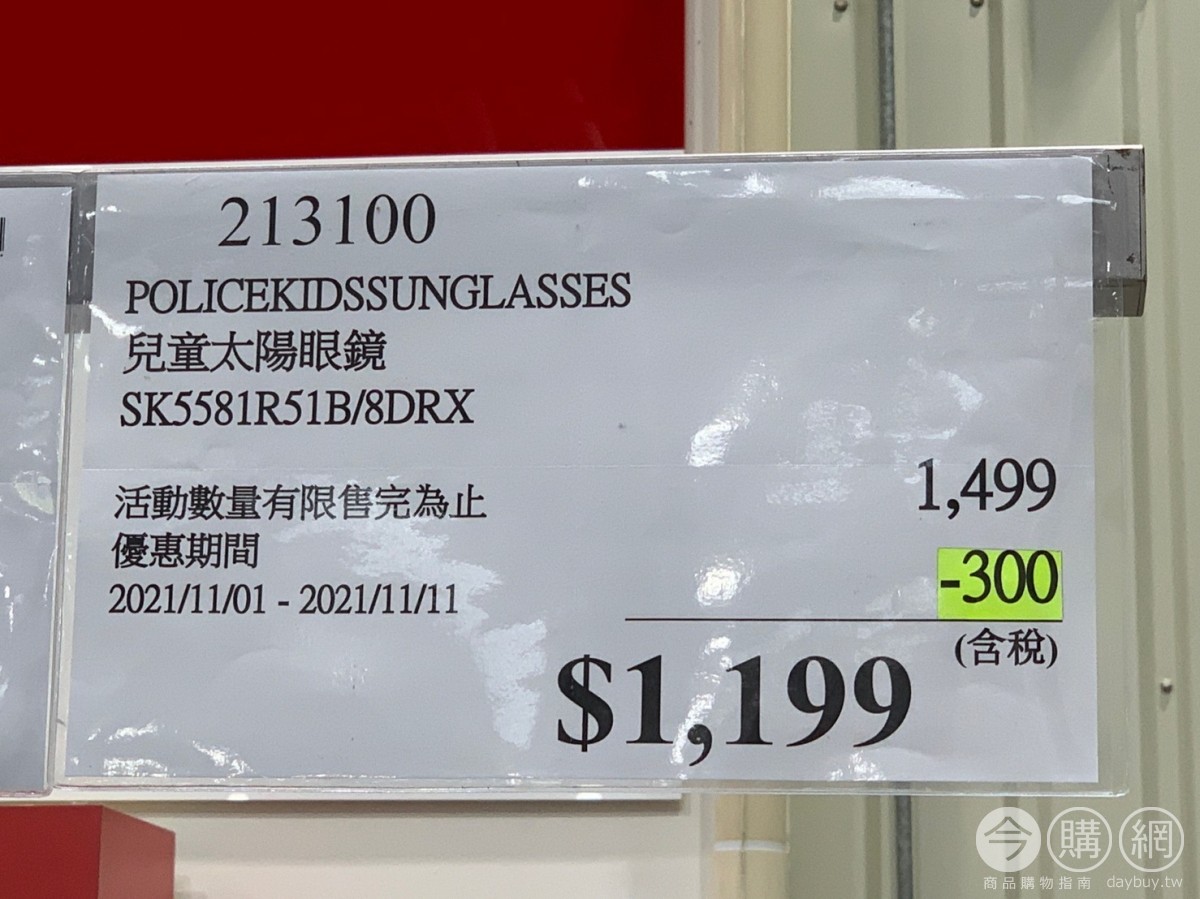 213100
POLICEKIDSSUNGLASSES
兒童太陽眼鏡
SK5581R51B/8DRX
1,499
活動數量有限售完為止
優惠期間
-300
2021/11/01 - 2021/11/11
(含稅)
$1,199
今購網
商品購物指南 daybuy.tw